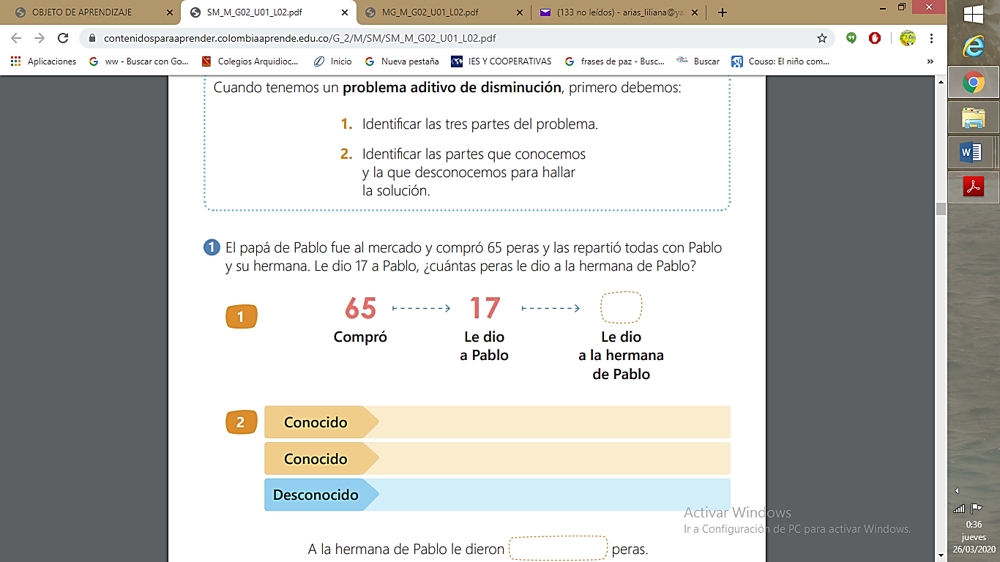 OBJETO DE APRENDIZAJE
SM_M_G02_U01_L02.pdf
MG_M_G02_U01_L02.pdf
(133 no leídos) - arias_liliana@ya
contenidosparaaprender.colombiaaprende.edu.co/G_2/M/SM/SM_M_G02_U01_L02.pdf
Aplicaciones
ww - Buscar con Go...
Colegios Arquidioc...
Inicio
Nueva pestaña
IES Y COOPERATIVAS
frases de paz - Busc...
Buscar
Couso: El niño com...
»
Cuando tenemos un problema aditivo de disminución, primero debemos:
1. Identificar las tres partes del problema.
2. Identificar las partes que conocemos
y la que desconocemos para hallar
la solución.
1 El papá de Pablo fue al mercado y compró 65 peras y las repartió todas con Pablo
y su hermana. Le dio 17 a Pablo, ¿cuántas peras le dio a la hermana de Pablo?
1
65 17
Compró Le dio Le dio
a Pablo a la hermana
de Pablo
2 Conocido
Conocido
Desconocido
A la hermana de Pablo le dieron peras.
Activar Windows
Ir a Configuración de PC para activar Windows.
0:36
jueves
26/03/2020